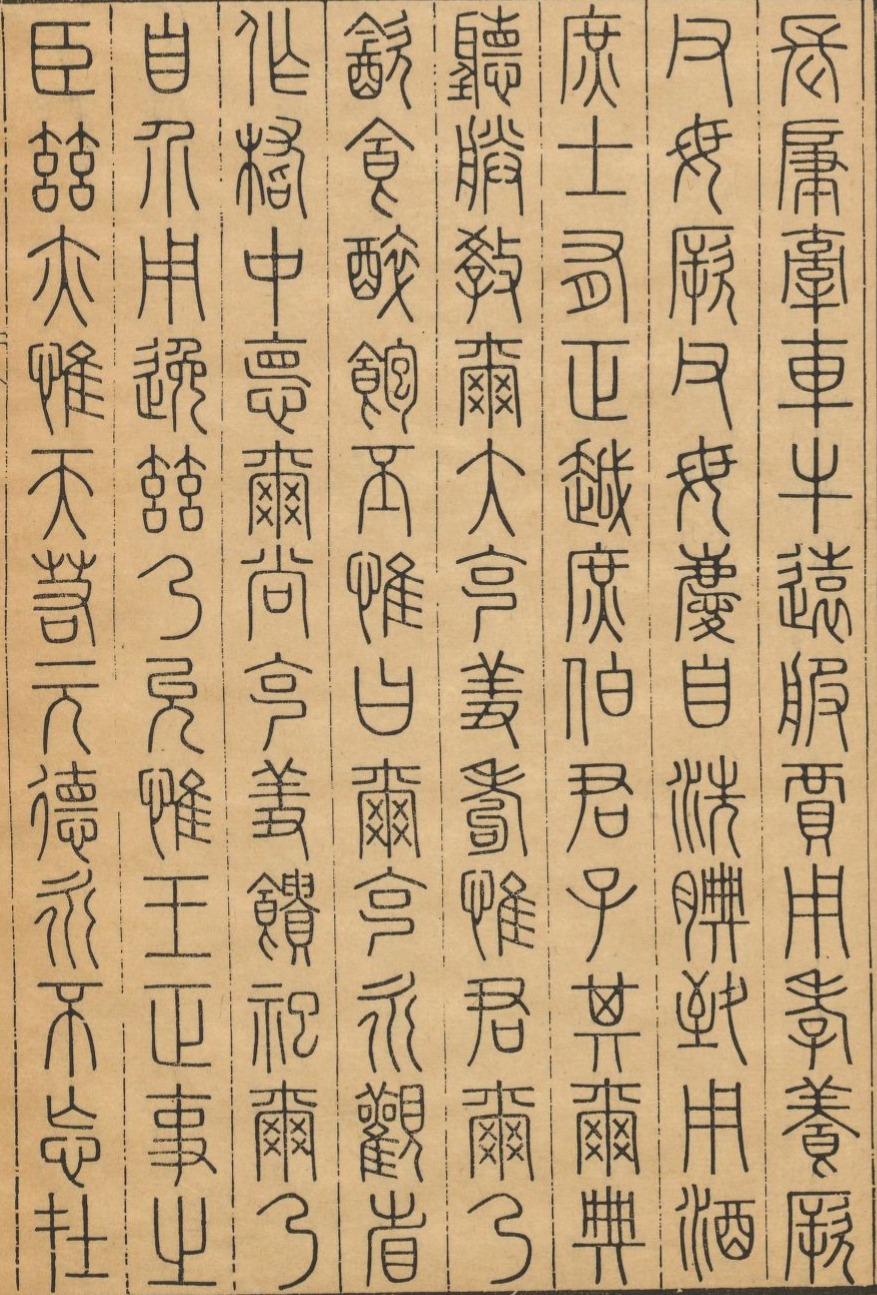 長肇牽車牛遠服賈用孝養厥
父母厥父母慶自洗腆致用酒
庶士有正越庶伯君子其爾典
聽朕教爾大克羞耇惟君爾乃
飲食醉飽丕惟曰爾克永觀省
作稽中悳爾尚克羞饋祀爾乃
自介用逸茲乃允惟王正事之
臣茲亦惟天若元德永不忘在